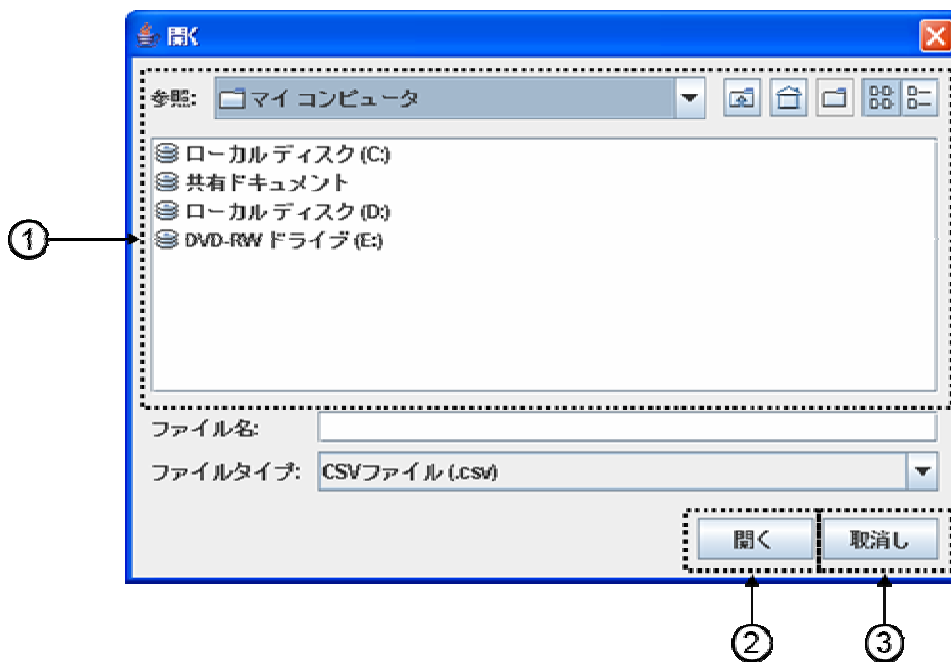 開く
参照: マイ コンピュータ
ローカル ディスク (C:)
共有ドキュメント
ローカル ディスク (D:)
DVD-RW ドライブ (E:)
①
ファイル名:
ファイルタイプ: CSVファイル (.csv)
開く 取消し
② ③